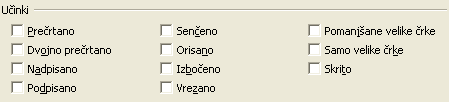 Učinki
Prečrtano
Dvojno prečrtano
Nadpisano
Podpisano
Senčeno
Orisano
Izbočeno
Vrezano
Pomanjšane velike črke
Samo velike črke
Skrito